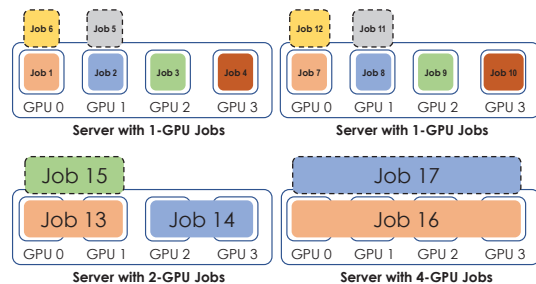 Job 6 Job 5 Job 12 Job 11
Job 1 Job 2 Job 3 Job 4 Job 7 Job 8 Job 9 Job 10
GPU 0 GPU 1 GPU 2 GPU 3 GPU 0 GPU 1 GPU 2 GPU 3
Server with 1-GPU Jobs Server with 1-GPU Jobs
Job 15 Job 17
Job 13 Job 14 Job 16
GPU 0 GPU 1 GPU 2 GPU 3 GPU 0 GPU 1 GPU 2 GPU 3
Server with 2-GPU Jobs Server with 4-GPU Jobs